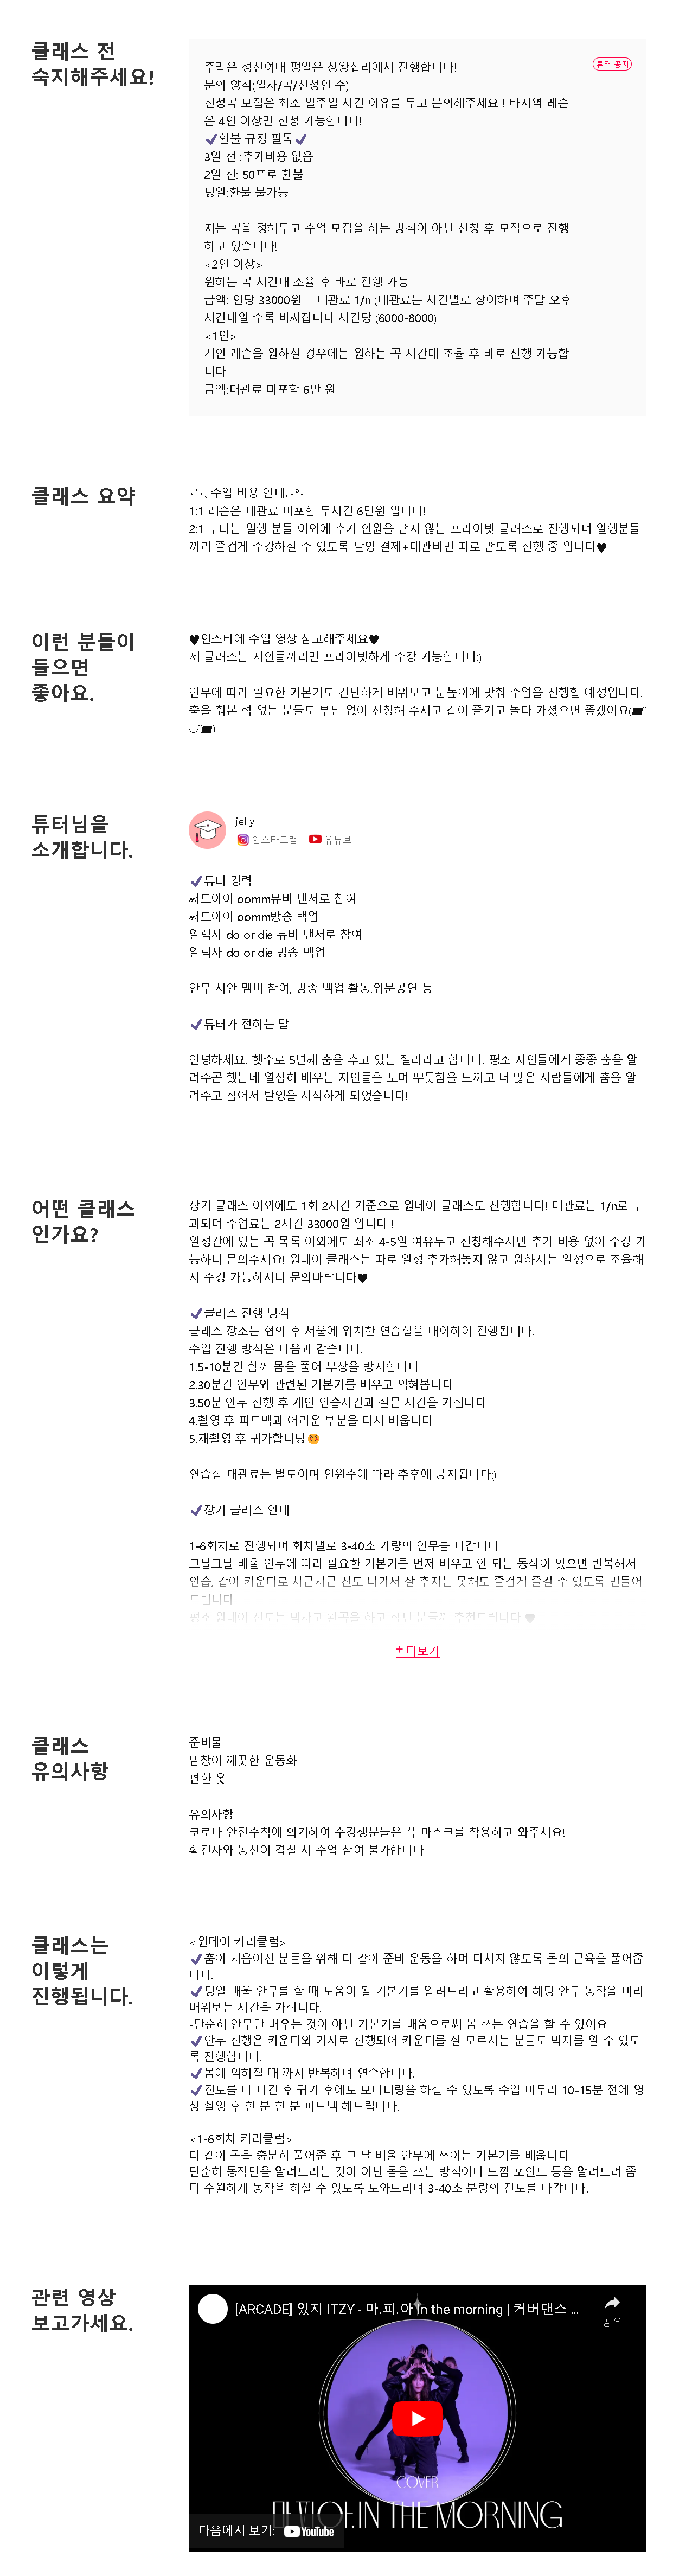 클래스 전
숙지해주세요!
튜터 공지
주말은 성신여대 평일은 상왕십리에서 진행합니다!
문의 양식(일자/곡/신청인 수)
신청곡 모집은 최소 일주일 시간 여유를 두고 문의해주세요 ! 타지역 레슨
은 4인 이상만 신청 가능합니다!
✔환불 규정 필독✔
3일 전 :추가비용 없음
2일 전: 50프로 환불
당일:환불 불가능
저는 곡을 정해두고 수업 모집을 하는 방식이 아닌 신청 후 모집으로 진행
하고 있습니다!
<2인 이상>
원하는 곡 시간대 조율 후 바로 진행 가능
금액: 인당 33000원 + 대관료 1/n (대관료는 시간별로 상이하며 주말 오후
시간대일 수록 비싸집니다 시간당 (6000-8000)
<1인>
개인 레슨을 원하실 경우에는 원하는 곡 시간대 조율 후 바로 진행 가능합
니다
금액:대관료 미포함 6만 원
클래스 요약
˖⁺‧₊ 수업 비용 안내₊‧°˖
1:1 레슨은 대관료 미포함 두시간 6만원 입니다!
2:1 부터는 일행 분들 이외에 추가 인원을 받지 않는 프라이빗 클래스로 진행되며 일행분들
끼리 즐겁게 수강하실 수 있도록 탈잉 결제+대관비만 따로 받도록 진행 중 입니다♥
이런 분들이
들으면
좋아요.
♥인스타에 수업 영상 참고해주세요♥
제 클래스는 지인들끼리만 프라이빗하게 수강 가능합니다:)
안무에 따라 필요한 기본기도 간단하게 배워보고 눈높이에 맞춰 수업을 진행할 예정입니다.
춤을 춰본 적 없는 분들도 부담 없이 신청해 주시고 같이 즐기고 놀다 가셨으면 좋겠어요(▰˘
◡˘▰)
튜터님을
소개합니다.
jelly
인스타그램 유튜브
✔튜터 경력
써드아이 oomm뮤비 댄서로 참여
써드아이 oomm방송 백업
알렉사 do or die 뮤비 댄서로 참여
알릭사 do or die 방송 백업
안무 시안 멤버 참여, 방송 백업 활동,위문공연 등
✔튜터가 전하는 말
안녕하세요! 햇수로 5년째 춤을 추고 있는 젤리라고 합니다! 평소 지인들에게 종종 춤을 알
려주곤 했는데 열심히 배우는 지인들을 보며 뿌듯함을 느끼고 더 많은 사람들에게 춤을 알
려주고 싶어서 탈잉을 시작하게 되었습니다!
어떤 클래스
인가요?
장기 클래스 이외에도 1회 2시간 기준으로 원데이 클래스도 진행합니다! 대관료는 1/n로 부
과되며 수업료는 2시간 33000원 입니다 !
일정칸에 있는 곡 목록 이외에도 최소 4-5일 여유두고 신청해주시면 추가 비용 없이 수강 가
능하니 문의주세요! 원데이 클래스는 따로 일정 추가해놓지 않고 원하시는 일정으로 조율해
서 수강 가능하시니 문의바랍니다♥
✔클래스 진행 방식
클래스 장소는 협의 후 서울에 위치한 연습실을 대여하여 진행됩니다.
수업 진행 방식은 다음과 같습니다.
1.5-10분간 함께 몸을 풀어 부상을 방지합니다
2.30분간 안무와 관련된 기본기를 배우고 익혀봅니다
3.50분 안무 진행 후 개인 연습시간과 질문 시간을 가집니다
4.촬영 후 피드백과 어려운 부분을 다시 배웁니다
5.재촬영 후 귀가합니당😊
연습실 대관료는 별도이며 인원수에 따라 추후에 공지됩니다:)
✔장기 클래스 안내
1-6회차로 진행되며 회차별로 3-40초 가량의 안무를 나갑니다
그날그날 배울 안무에 따라 필요한 기본기를 먼저 배우고 안 되는 동작이 있으면 반복해서
연습, 같이 카운터로 차근차근 진도 나가서 잘 추지는 못해도 즐겁게 즐길 수 있도록 만들어
드립니다
평소 원데이 진도는 벅차고 완곡을 하고 싶던 분들께 추천드립니다 ♥
+ 더보기
클래스
유의사항
준비물
밑창이 깨끗한 운동화
편한 옷
유의사항
코로나 안전수칙에 의거하여 수강생분들은 꼭 마스크를 착용하고 와주세요!
확진자와 동선이 겹칠 시 수업 참여 불가합니다
클래스는
이렇게
진행됩니다.
<원데이 커리큘럼>
✔춤이 처음이신 분들을 위해 다 같이 준비 운동을 하며 다치지 않도록 몸의 근육을 풀어줍
니다.
✔당일 배울 안무를 할 때 도움이 될 기본기를 알려드리고 활용하여 해당 안무 동작을 미리
배워보는 시간을 가집니다.
-단순히 안무만 배우는 것이 아닌 기본기를 배움으로써 몸 쓰는 연습을 할 수 있어요
✔안무 진행은 카운터와 가사로 진행되어 카운터를 잘 모르시는 분들도 박자를 알 수 있도
록 진행합니다.
✔몸에 익혀질 때 까지 반복하며 연습합니다.
✔진도를 다 나간 후 귀가 후에도 모니터링을 하실 수 있도록 수업 마무리 10-15분 전에 영
상 촬영 후 한 분 한 분 피드백 해드립니다.
<1-6회차 커리큘럼>
다 같이 몸을 충분히 풀어준 후 그 날 배울 안무에 쓰이는 기본기를 배웁니다
단순히 동작만을 알려드리는 것이 아닌 몸을 쓰는 방식이나 느낌 포인트 등을 알려드려 좀
더 수월하게 동작을 하실 수 있도록 도와드리며 3-40초 분량의 진도를 나갑니다!
관련 영상
보고가세요.
[ARCADE] 있지 ITZY - 마.피.아 In the morning | 커버댄스 ...
공유
COVER
IN THE MORNING
다음에서 보기: YouTube